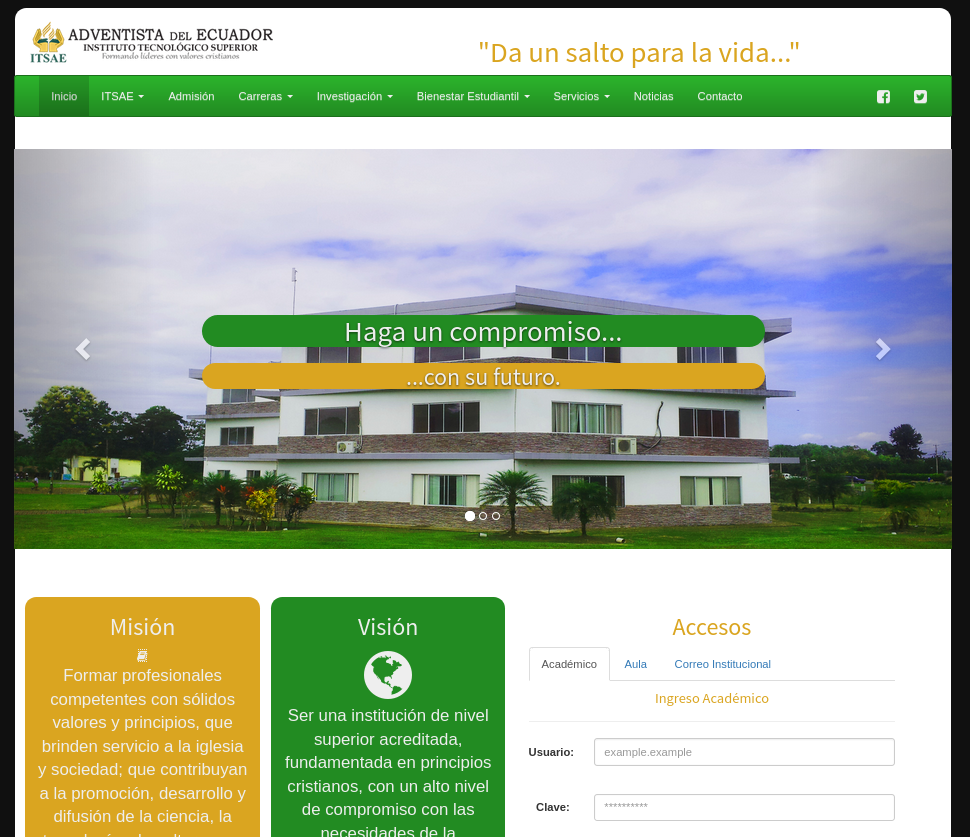 ADVENTISTA DEL ECUADOR
INSTITUTO TECNOLÓGICO SUPERIOR
Formando líderes con valores cristianos
ITSAE
"Da un salto para la vida..."
Inicio ITSAE Admisión Carreras Investigación Bienestar Estudiantil Servicios Noticias Contacto
Haga un compromiso...
...con su futuro.
Misión
Formar profesionales
competentes con sólidos
valores y principios, que
brinden servicio a la iglesia
y sociedad; que contribuyan
a la promoción, desarrollo y
difusión de la ciencia, la
Visión
Ser una institución de nivel
superior acreditada,
fundamentada en principios
cristianos, con un alto nivel
de compromiso con las
necesidades de la
Accesos
Académico Aula Correo Institucional
Ingreso Académico
Usuario: example.example
Clave: **********